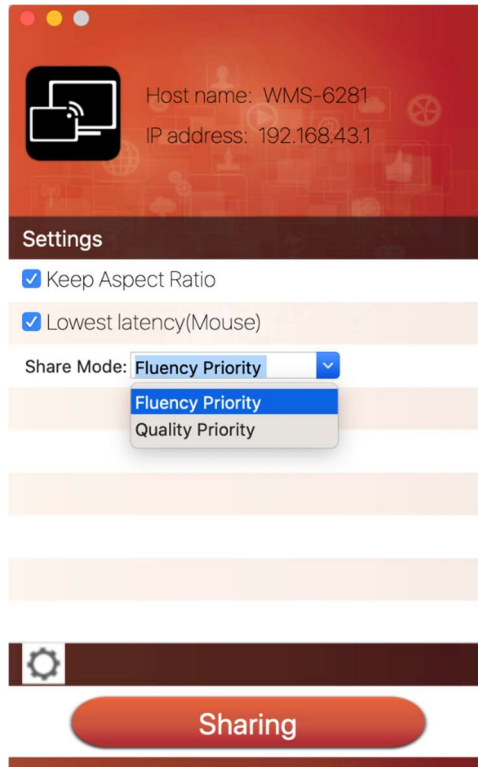 Host name: WMS-6281
IP address: 192.168.43.1
Settings
Keep Aspect Ratio
Lowest latency(Mouse)
Share Mode: Fluency Priority
Fluency Priority
Quality Priority
Sharing